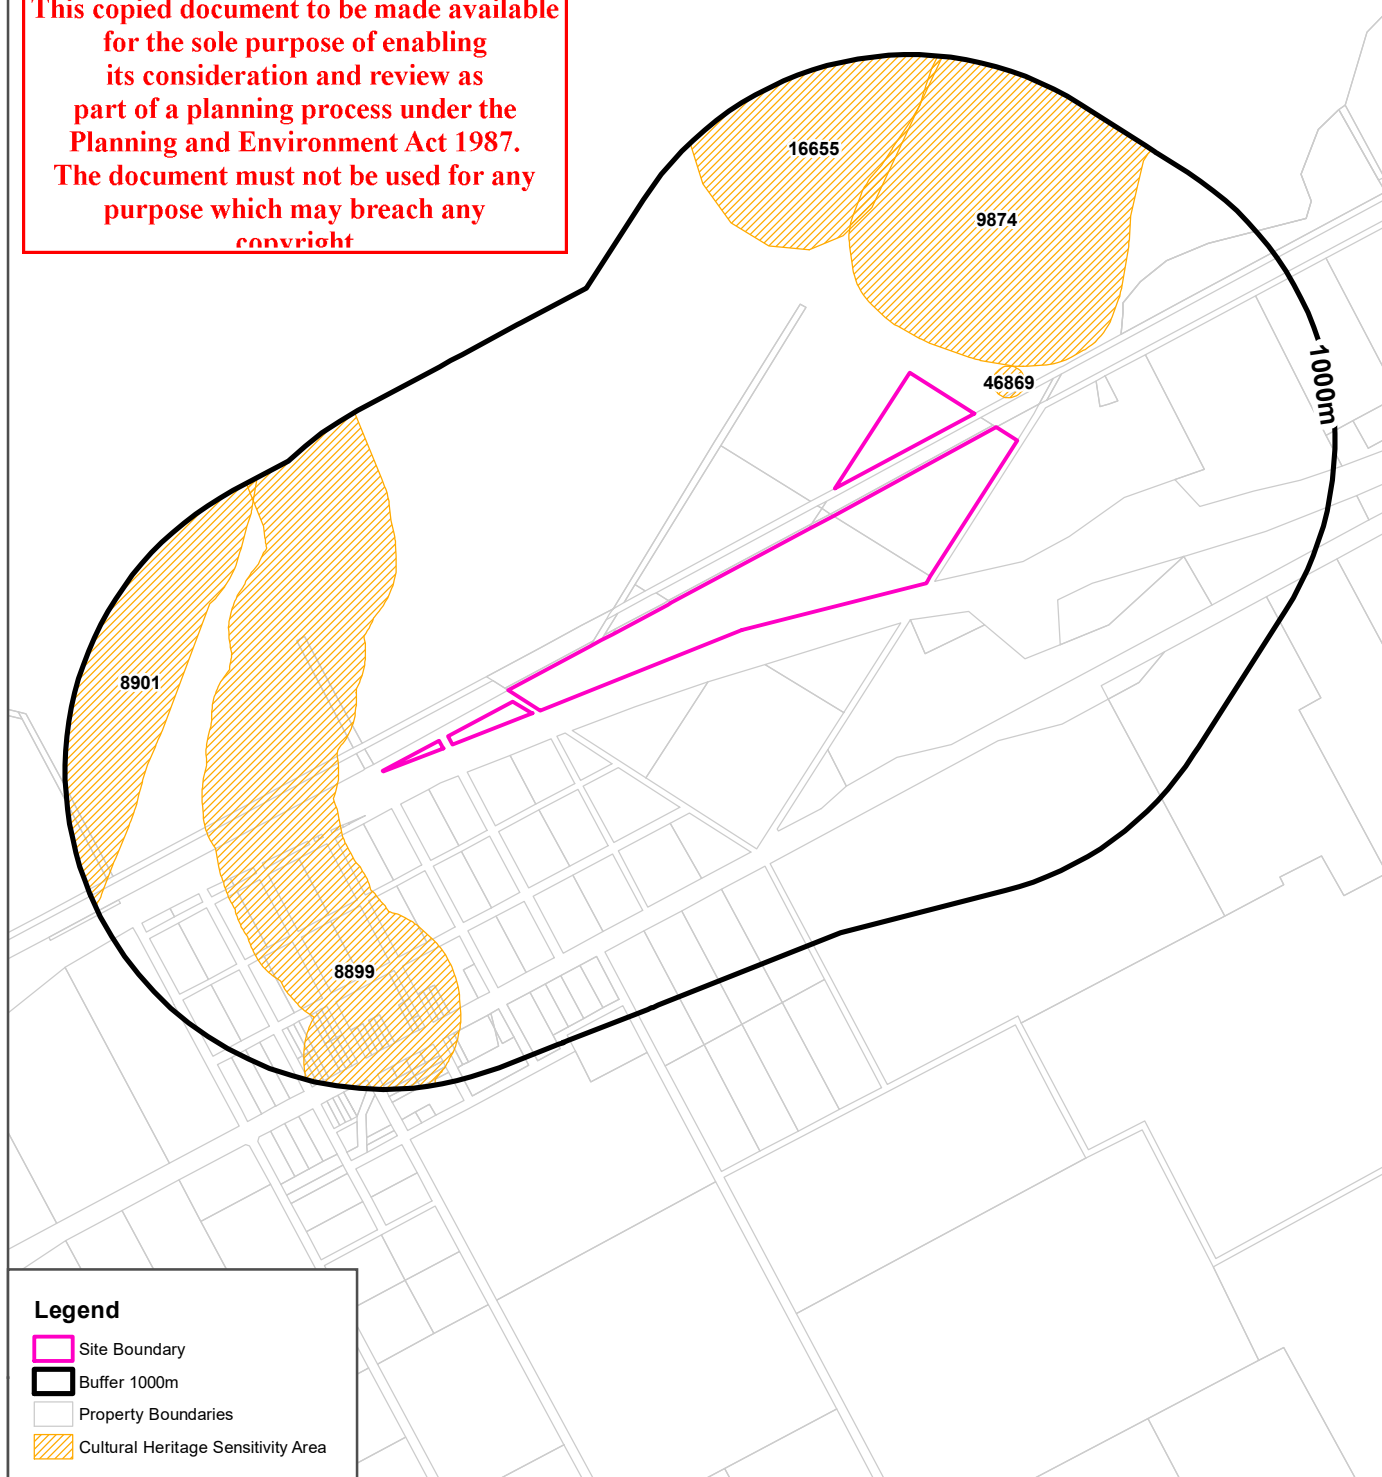 This copied document to be made available
for the sole purpose of enabling
its consideration and review as
part of a planning process under the
Planning and Environment Act 1987.
The document must not be used for any
purpose which may breach any
copyright
16655
9874
46869
1000m
8901
8899
Legend
Site Boundary
Buffer 1000m
Property Boundaries
Cultural Heritage Sensitivity Area